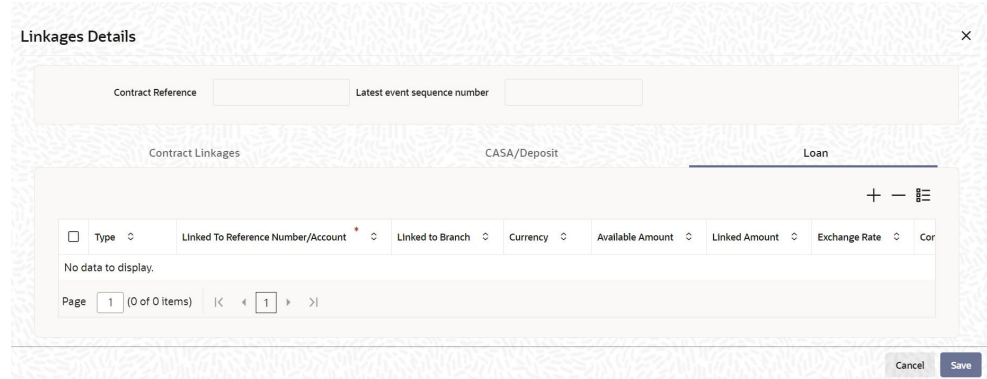 Linkages Details
Contract Reference Latest event sequence number
Contract Linkages CASA/Deposit Loan
Type Linked To Reference Number/Account * Linked to Branch Currency Available Amount Linked Amount Exchange Rate Cor
No data to display.
Page 1 (0 of 0 items) 1
Cancel Save